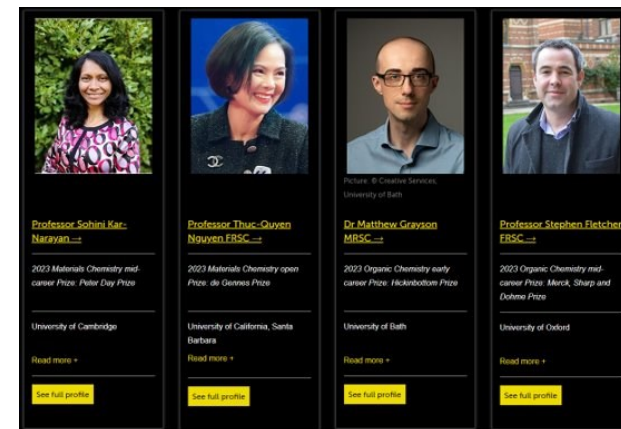 Professor Sohini Kar-
Narayan →
2023 Materials Chemistry mid-
career Prize: Peter Day Prize
University of Cambridge
Read more +
See full profile
Professor Thuc-Quyen
Nguyen FRSC →
2023 Materials Chemistry open
Prize: de Gennes Prize
University of California, Santa
Barbara
Read more +
See full profile
Picture: © Creative Services,
University of Bath
Dr Matthew Grayson
MRSC →
2023 Organic Chemistry early
career Prize: Hickinbottom Prize
University of Bath
Read more +
See full profile
Professor Stephen Fletcher
FRSC →
2023 Organic Chemistry mid-
career Prize: Merck, Sharp and
Dohme Prize
University of Oxford
Read more +
See full profile